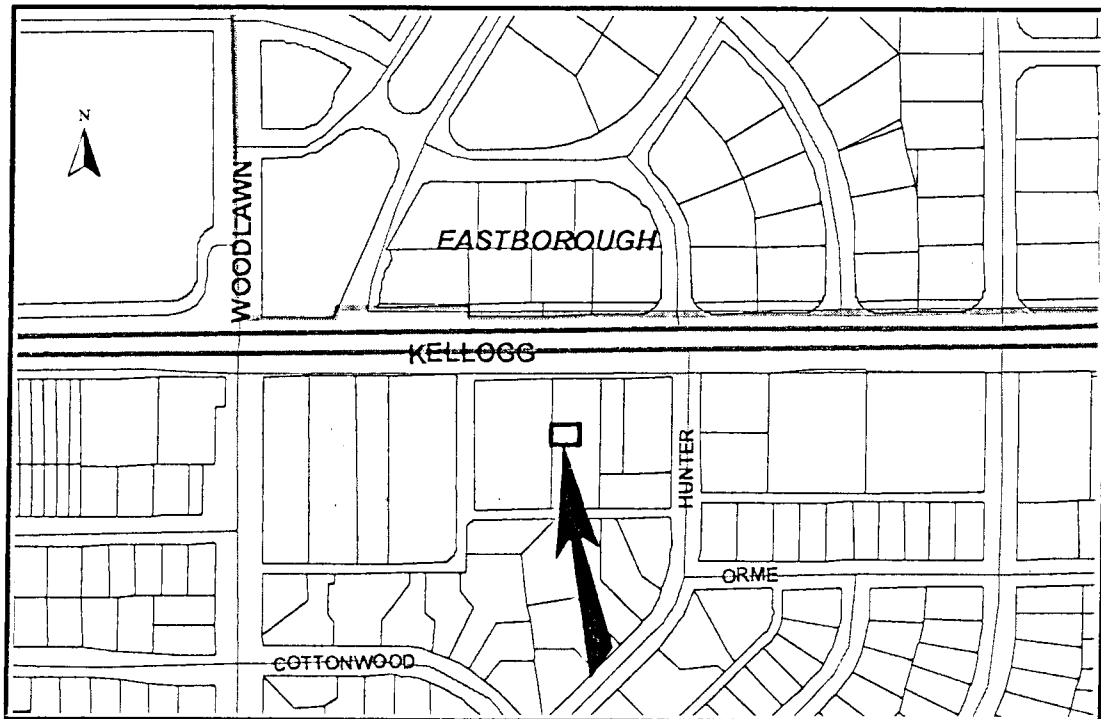 N
WOODLAWN
EASTBOROUGH
KELLOGG
HUNTER
ORME
COTTONWOOD